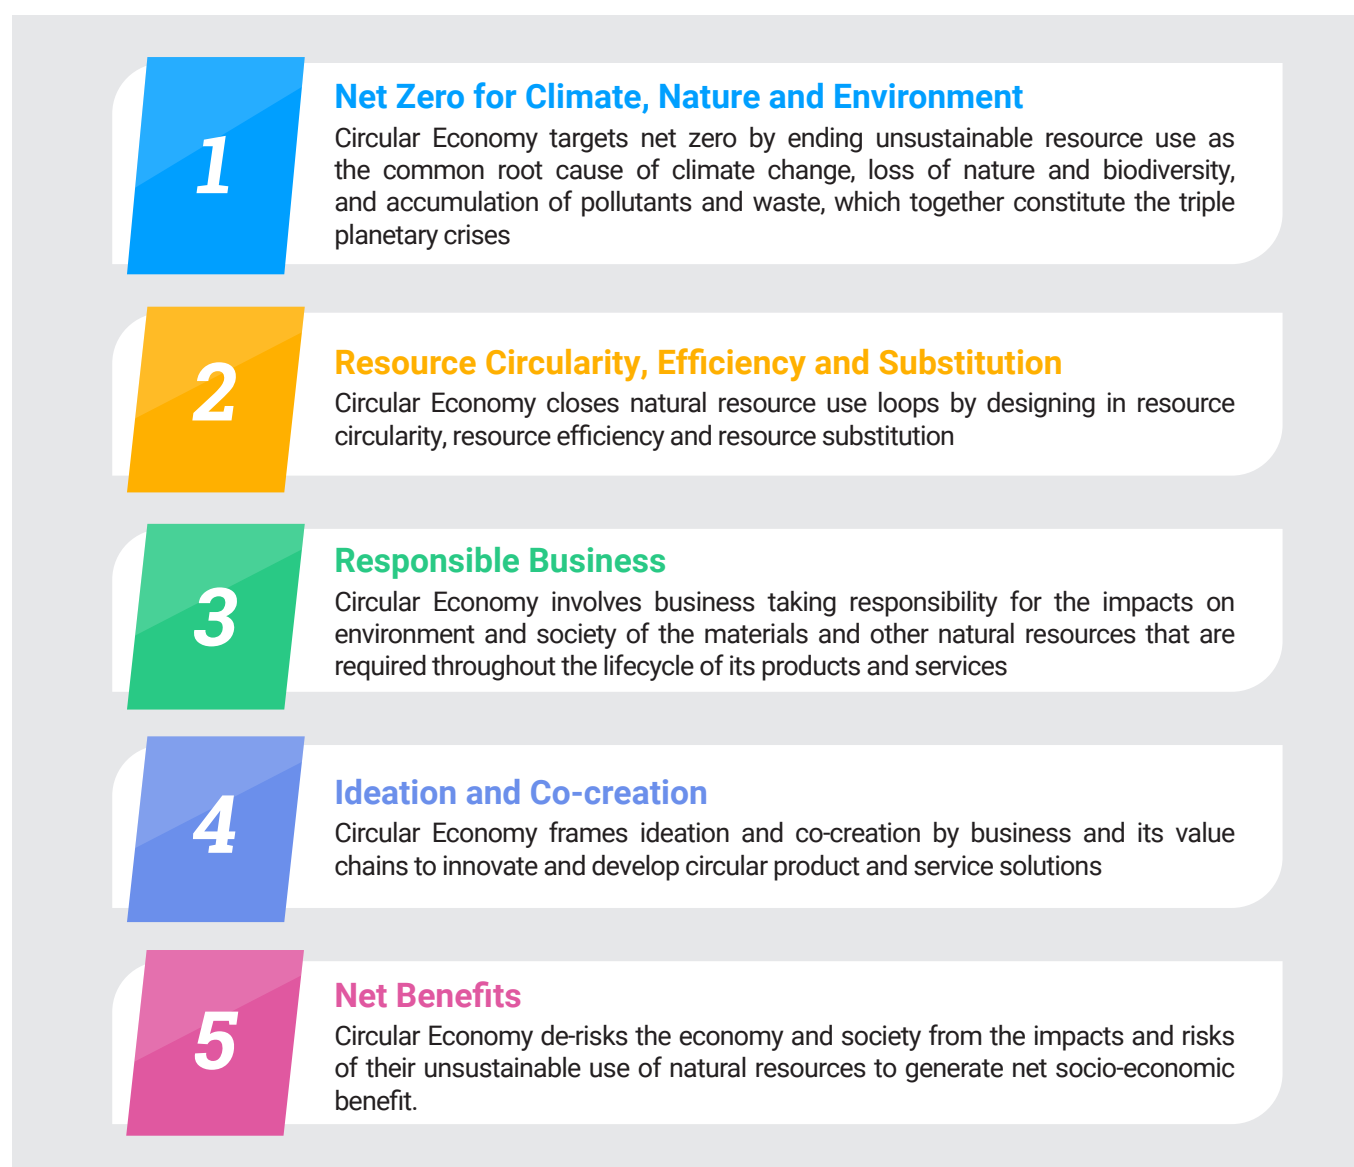 1
Net Zero for Climate, Nature and Environment
Circular Economy targets net zero by ending unsustainable resource use as
the common root cause of climate change, loss of nature and biodiversity,
and accumulation of pollutants and waste, which together constitute the triple
planetary crises
2
Resource Circularity, Efficiency and Substitution
Circular Economy closes natural resource use loops by designing in resource
circularity, resource efficiency and resource substitution
3
Responsible Business
Circular Economy involves business taking responsibility for the impacts on
environment and society of the materials and other natural resources that are
required throughout the lifecycle of its products and services
4
Ideation and Co-creation
Circular Economy frames ideation and co-creation by business and its value
chains to innovate and develop circular product and service solutions
5
Net Benefits
Circular Economy de-risks the economy and society from the impacts and risks
of their unsustainable use of natural resources to generate net socio-economic
benefit.